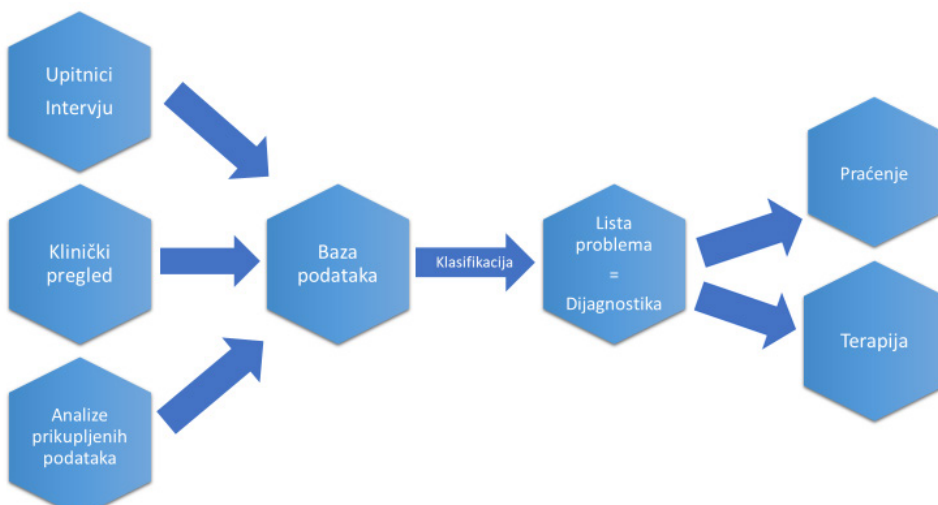 Upitnici
Intervju
Klinički
pregled
Analize
prikupljenih
podataka
Baza
podataka
Klasifikacija
Lista
problema
=
Dijagnostika
Praćenje
Terapija